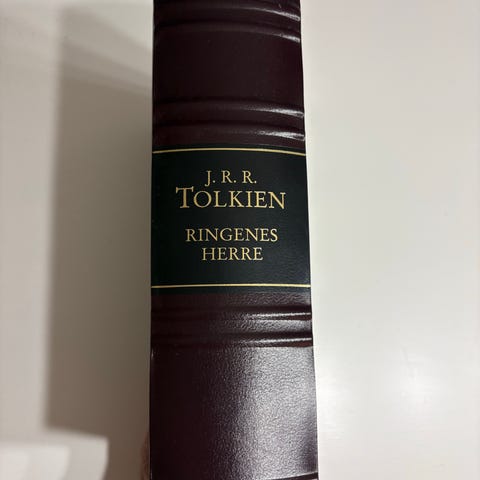 J. R. R.
TOLKIEN
RINGENES
HERRE